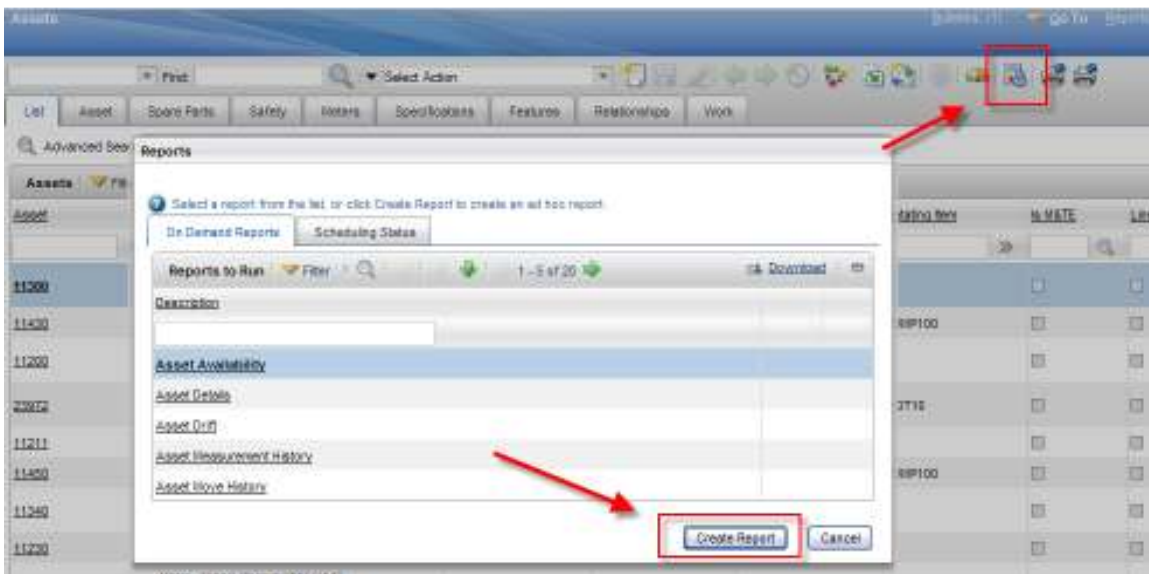 Assets
Go To
Find:
Select Action
List
Asset
Spare Parts
Safety
Meters
Specifications
Features
Relationships
Work
Advanced
Reports
Assets
Select a report from the list, or click Create Report to create an ad hoc report.
Asset
On Demand Reports
Scheduling Status
Is M&TE
Reports to Run
Filter
1 - 5 of 20
Download
11300
Description
11430
11200
Asset Availability
Asset Details
Asset Drift
11211
Asset Measurement History
11450
Asset Move History
11340
Create Report
Cancel
11230